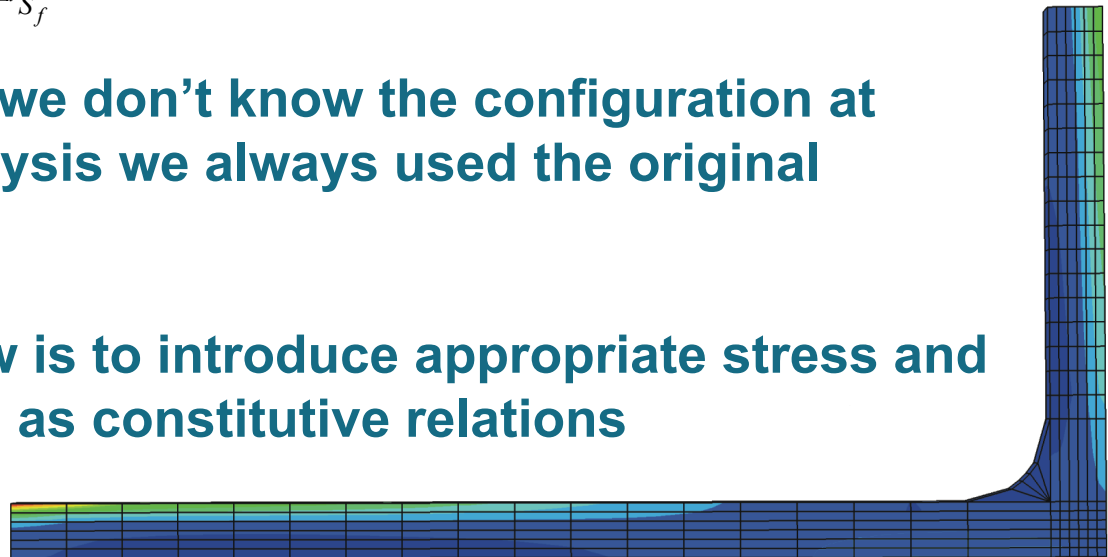 S_f
we don’t know the configuration at
ysis we always used the original
is to introduce appropriate stress and
as constitutive relations